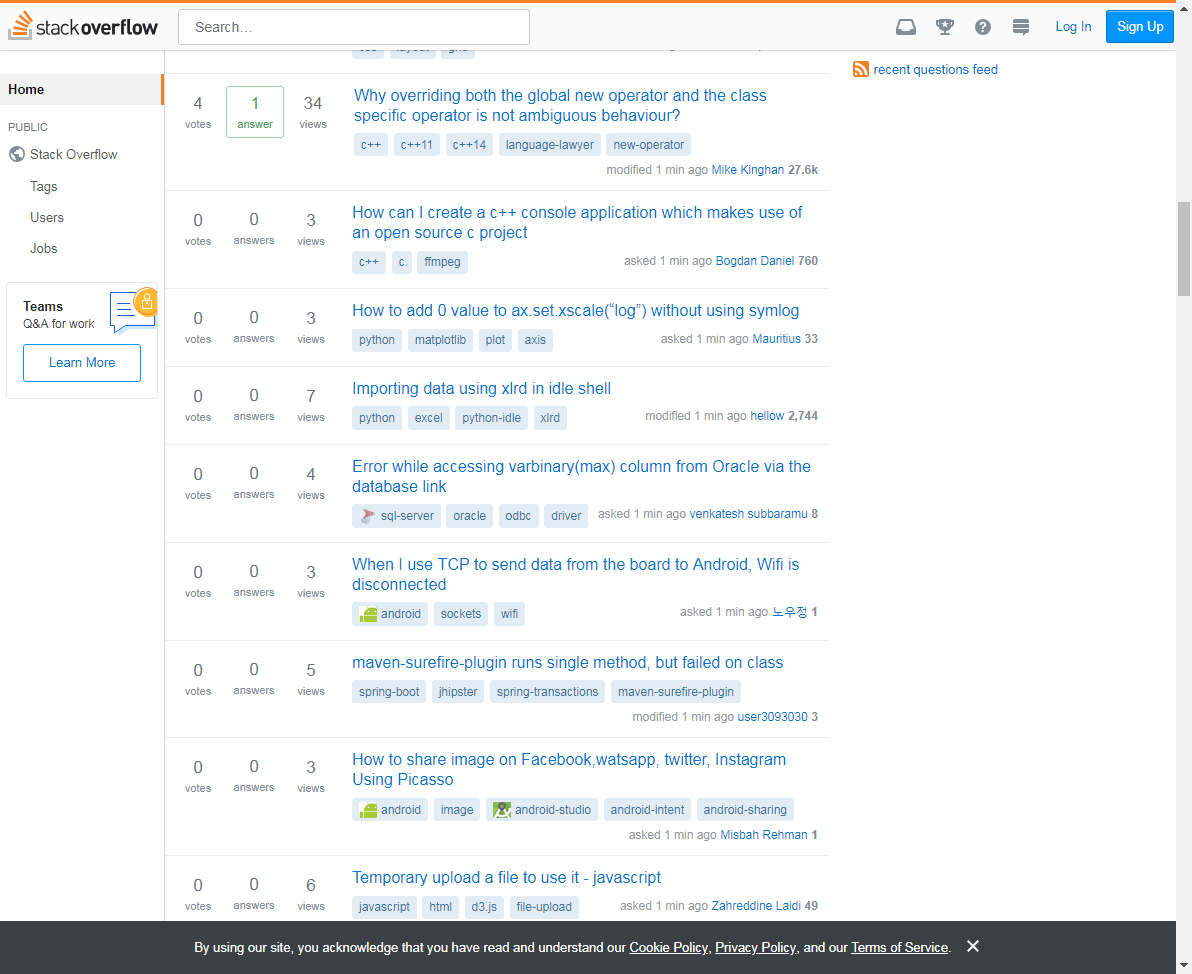 stackoverflow
Search…
Log In
Sign Up
recent questions feed
Home
PUBLIC
Stack Overflow
Tags
Users
Jobs
Teams
Q&A for work
Learn More
4 votes
1 answer
34 views
Why overriding both the global new operator and the class
specific operator is not ambiguous behaviour?
c++ c++11 c++14 language-lawyer new-operator
modified 1 min ago Mike Kinghan 27.6k
0 votes
0 answers
3 views
How can I create a c++ console application which makes use of
an open source c project
c++ c ffmpeg
asked 1 min ago Bogdan Daniel 760
0 votes
0 answers
3 views
How to add 0 value to ax.set.xscale(“log”) without using symlog
python matplotlib plot axis
asked 1 min ago Mauritius 33
0 votes
0 answers
7 views
Importing data using xlrd in idle shell
python excel python-idle xlrd
modified 1 min ago hellow 2,744
0 votes
0 answers
4 views
Error while accessing varbinary(max) column from Oracle via the
database link
sql-server oracle odbc driver
asked 1 min ago venkatesh subbaramu 8
0 votes
0 answers
3 views
When I use TCP to send data from the board to Android, Wifi is
disconnected
android sockets wifi
asked 1 min ago 노우정 1
0 votes
0 answers
5 views
maven-surefire-plugin runs single method, but failed on class
spring-boot jhipster spring-transactions maven-surefire-plugin
modified 1 min ago user3093030 3
0 votes
0 answers
3 views
How to share image on Facebook,watsapp, twitter, Instagram
Using Picasso
android image android-studio android-intent android-sharing
asked 1 min ago Misbah Rehman 1
0 votes
0 answers
6 views
Temporary upload a file to use it - javascript
javascript html d3.js file-upload
asked 1 min ago Zahreddine Laidi 49
By using our site, you acknowledge that you have read and understand our Cookie Policy, Privacy Policy, and our Terms of Service.